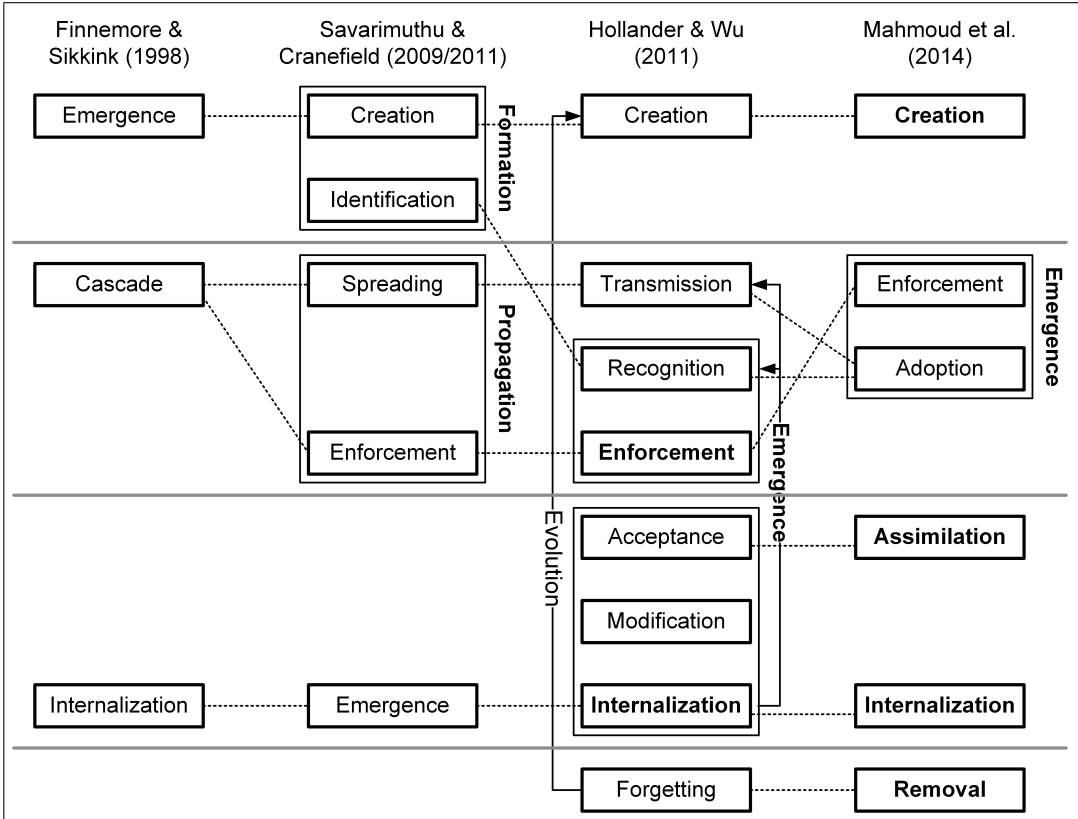 Finnemore &
Sikkink (1998)
Savarimuthu &
Cranefield (2009/2011)
Hollander & Wu
(2011)
Mahmoud et al.
(2014)
Emergence
Creation
Creation
Creation
Formation
Identification
Cascade
Spreading
Transmission
Enforcement
Emergence
Propagation
Recognition
Adoption
Enforcement
Enforcement
Emergence
Evolution
Acceptance
Assimilation
Modification
Internalization
Emergence
Internalization
Internalization
Forgetting
Removal